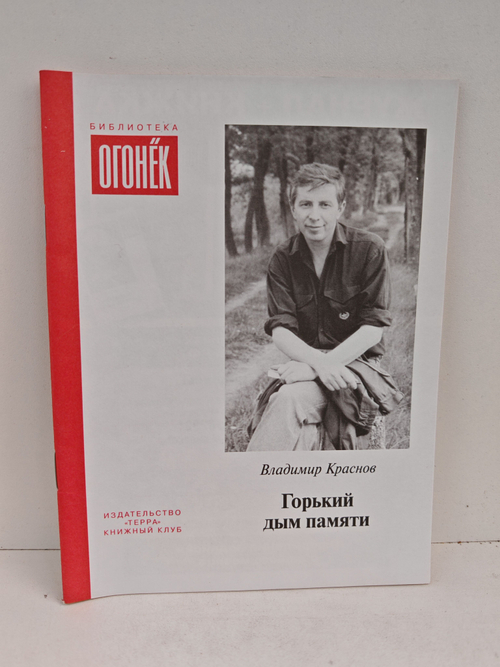 БИБЛИОТЕКА
ОГОНЁК
Владимир Краснов
Горький
дым памяти
ИЗДАТЕЛЬСТВО
«ТЕРРА»
КНИЖНЫЙ КЛУБ